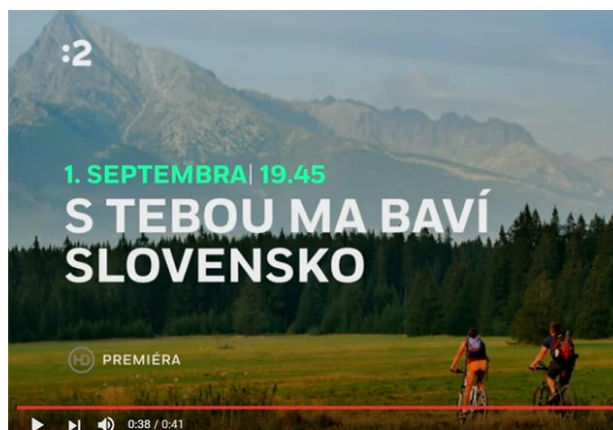 :2
1. SEPTEMBRA| 19.45
S TEBOU MA BAVÍ
SLOVENSKO
HD PREMIÉRA
0:38 / 0:41